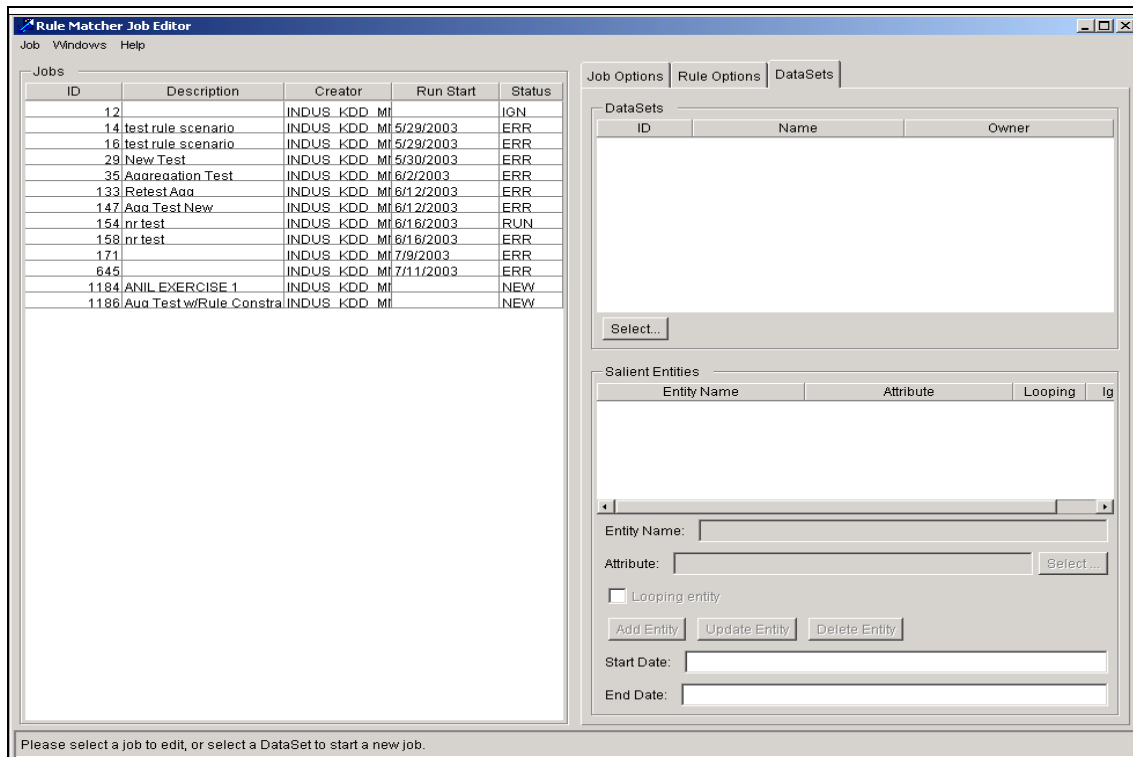 Rule Matcher Job Editor
Job Windows Help
Jobs
ID Description Creator Run Start Status
12 INDUS KDD MI IGN
14 test rule scenario INDUS KDD MI 5/29/2003 ERR
16 test rule scenario INDUS KDD MI 5/29/2003 ERR
29 New Test INDUS KDD MI 5/30/2003 ERR
35 Aggregation Test INDUS KDD MI 6/2/2003 ERR
133 Retest Agg INDUS KDD MI 6/12/2003 ERR
147 Agg Test New INDUS KDD MI 6/12/2003 ERR
154 nr test INDUS KDD MI 6/16/2003 RUN
158 nr test INDUS KDD MI 6/16/2003 ERR
171 INDUS KDD MI 7/9/2003 ERR
645 INDUS KDD MI 7/11/2003 ERR
1184 ANIL EXERCISE 1 INDUS KDD MI NEW
1186 Aug Test w/Rule Constra INDUS KDD MI NEW
Job Options Rule Options DataSets
DataSets
ID Name Owner
Select...
Salient Entities
Entity Name Attribute Looping Ig
Entity Name:
Attribute: Select ...
Looping entity
Add Entity Update Entity Delete Entity
Start Date:
End Date:
Please select a job to edit, or select a DataSet to start a new job.